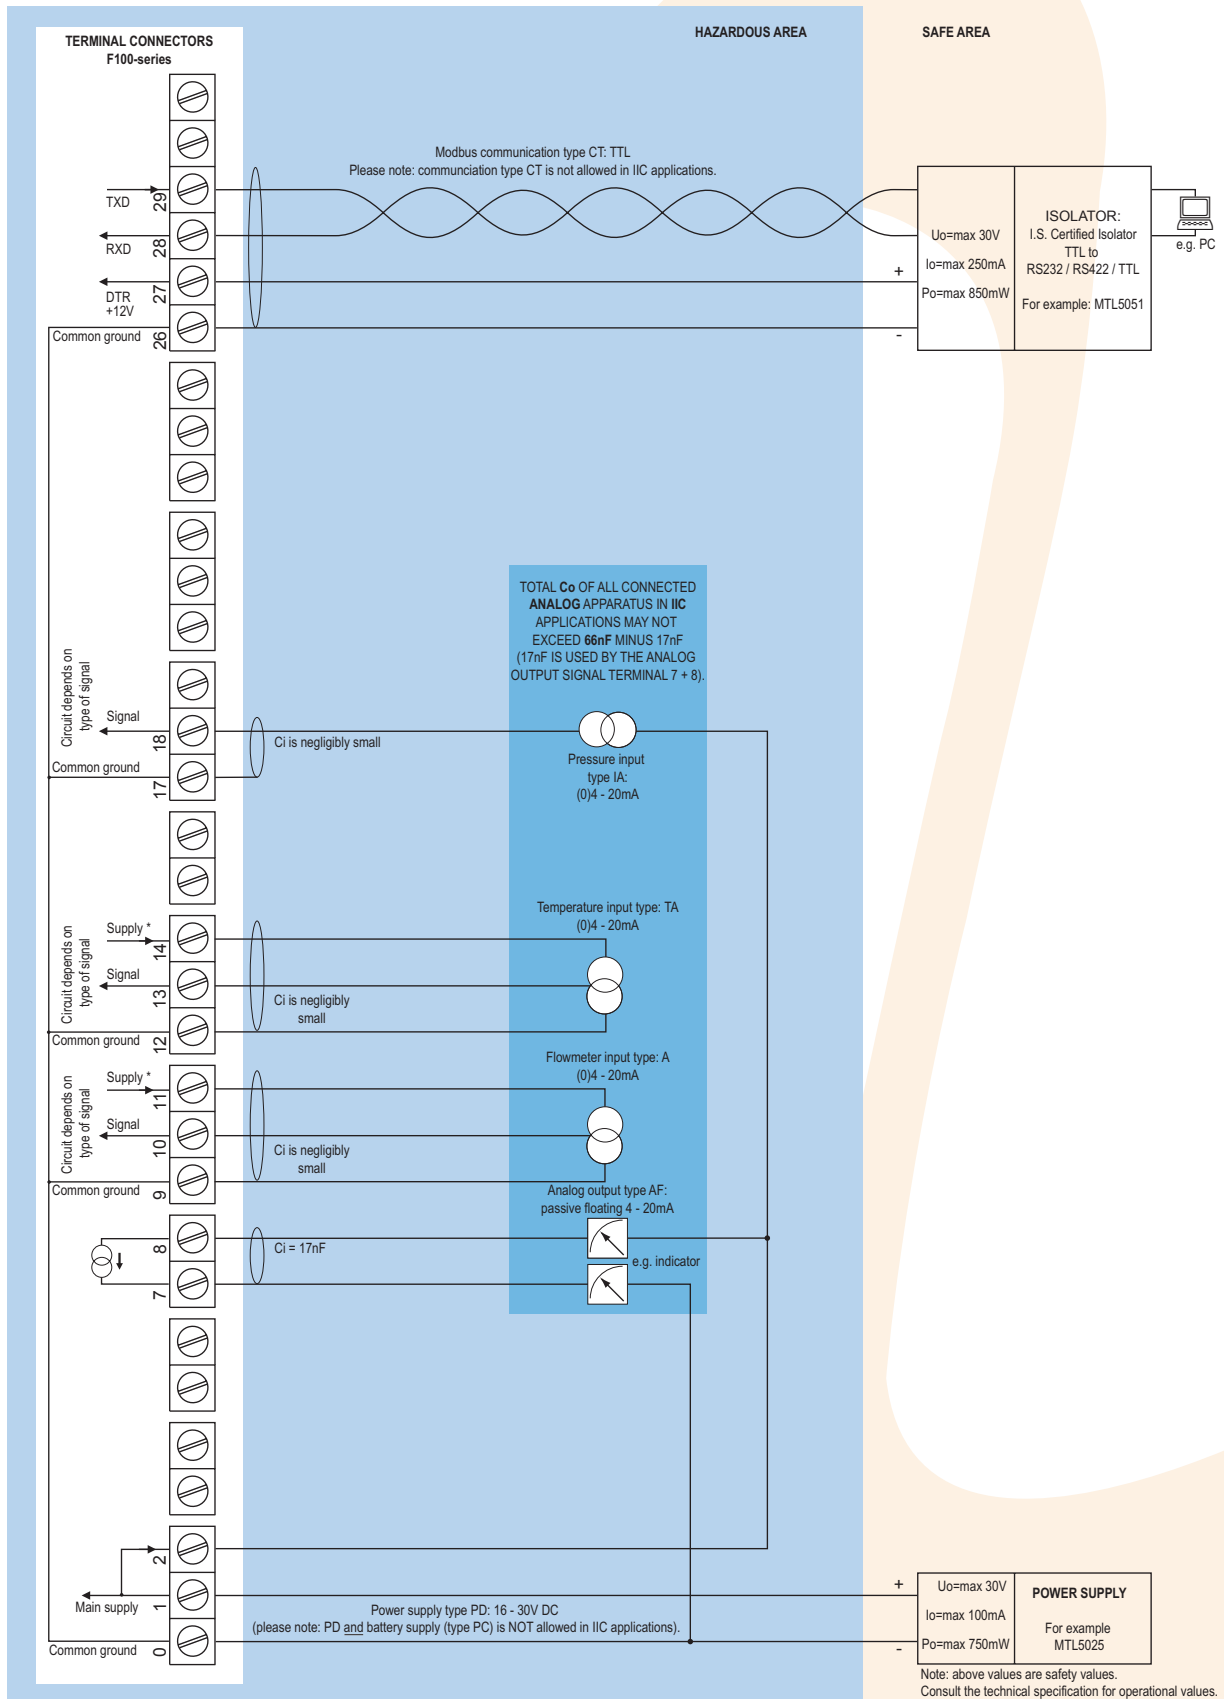 HAZARDOUS AREA
SAFE AREA
TERMINAL CONNECTORS
F100-series
Modbus communication type CT: TTL
Please note: communciation type CT is not allowed in IIC applications.
29
TXD
28
RXD
27
DTR
+12V
26
Common ground
+
-
Uo=max 30V
Io=max 250mA
Po=max 850mW
ISOLATOR:
I.S. Certified Isolator
TTL to
RS232 / RS422 / TTL
For example: MTL5051
e.g. PC
TOTAL Co OF ALL CONNECTED
ANALOG APPARATUS IN IIC
APPLICATIONS MAY NOT
EXCEED 66nF MINUS 17nF
(17nF IS USED BY THE ANALOG
OUTPUT SIGNAL TERMINAL 7 + 8).
Circuit depends on
type of signal
Signal
18
Common ground
17
Ci is negligibly small
Pressure input
type IA:
(0)4 - 20mA
Temperature input type: TA
(0)4 - 20mA
Circuit depends on
type of signal
Supply *
14
Signal
13
Common ground
12
Ci is negligibly
small
Flowmeter input type: A
(0)4 - 20mA
Circuit depends on
type of signal
Supply *
11
Signal
10
Common ground
9
Ci is negligibly
small
Analog output type AF:
passive floating 4 - 20mA
8
7
Ci = 17nF
e.g. indicator
2
1
Main supply
0
Common ground
Power supply type PD: 16 - 30V DC
(please note: PD and battery supply (type PC) is NOT allowed in IIC applications).
+
-
Uo=max 30V
Io=max 100mA
Po=max 750mW
POWER SUPPLY
For example
MTL5025
Note: above values are safety values.
Consult the technical specification for operational values.